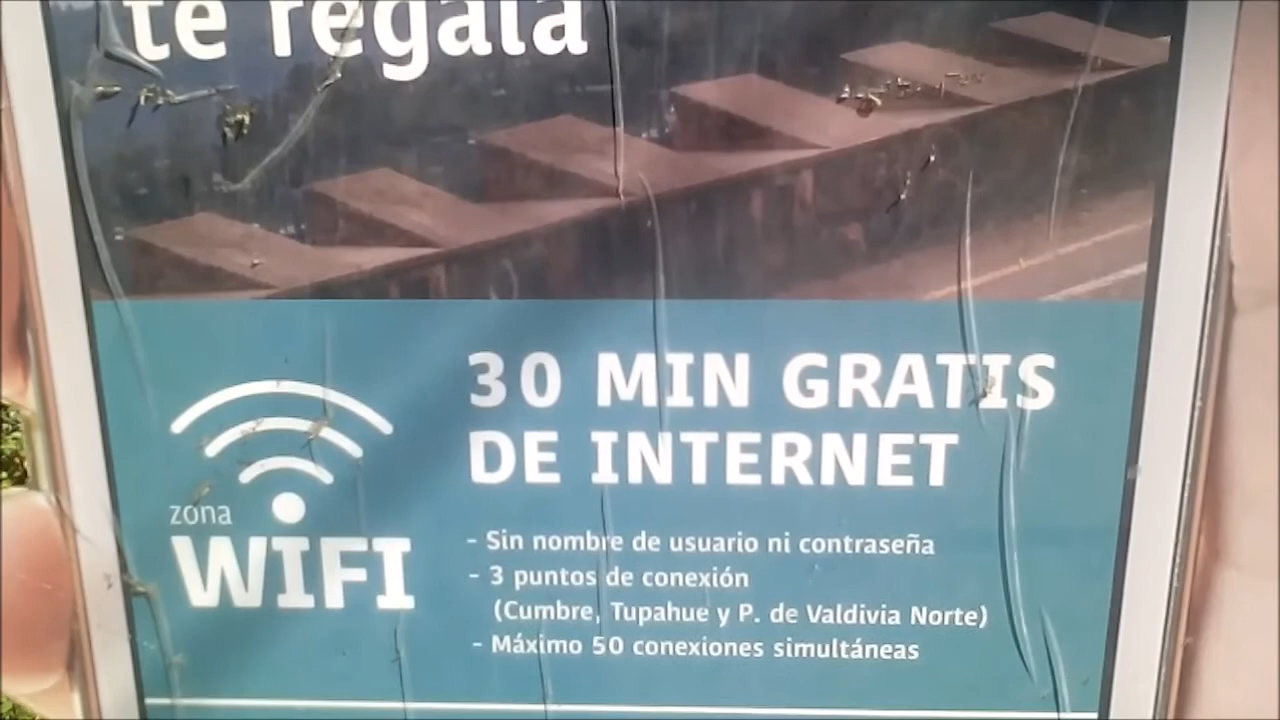 te regala
30 MIN GRATIS
DE INTERNET
zona
WIFI
- Sin nombre de usuario ni contraseña
- 3 puntos de conexión
(Cumbre, Tupahue y P. de Valdivia Norte)
- Máximo 50 conexiones simultáneas